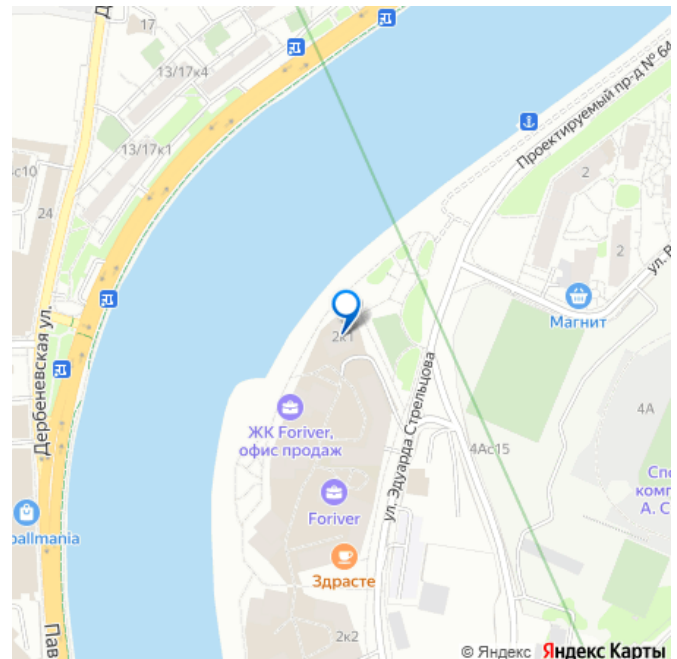 17
13/17к4
Проектируемый пр-д № 64
13/17к1
2
24
2
ул.
Магнит
2к1
Дербеневская ул.
ул. Эдуарда Стрельцова
4А
ЖК Foriver,
офис продаж
4Ас15
Foriver
Здрасте
2к2
© Яндекс Яндекс Карты